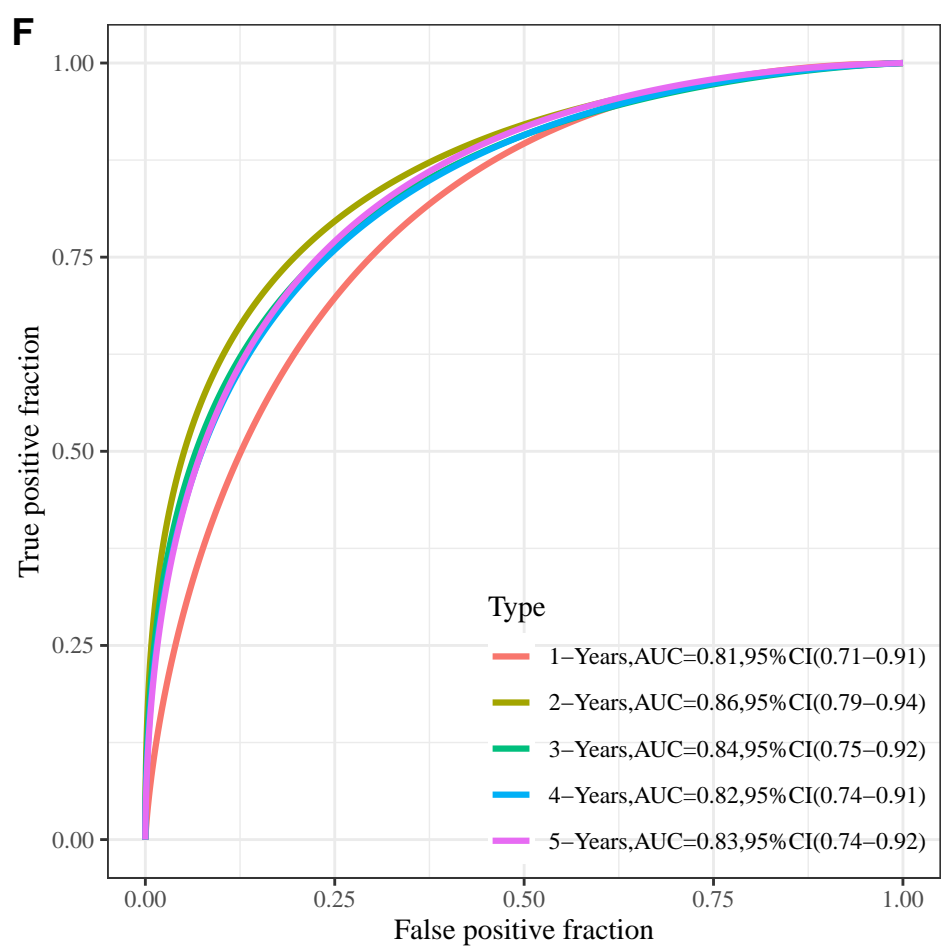 F
1.00
0.75
0.50
0.25
0.00
True positive fraction
Type
1−Years,AUC=0.81,95%CI(0.71−0.91)
2−Years,AUC=0.86,95%CI(0.79−0.94)
3−Years,AUC=0.84,95%CI(0.75−0.92)
4−Years,AUC=0.82,95%CI(0.74−0.91)
5−Years,AUC=0.83,95%CI(0.74−0.92)
0.00 0.25 0.50 0.75 1.00
False positive fraction